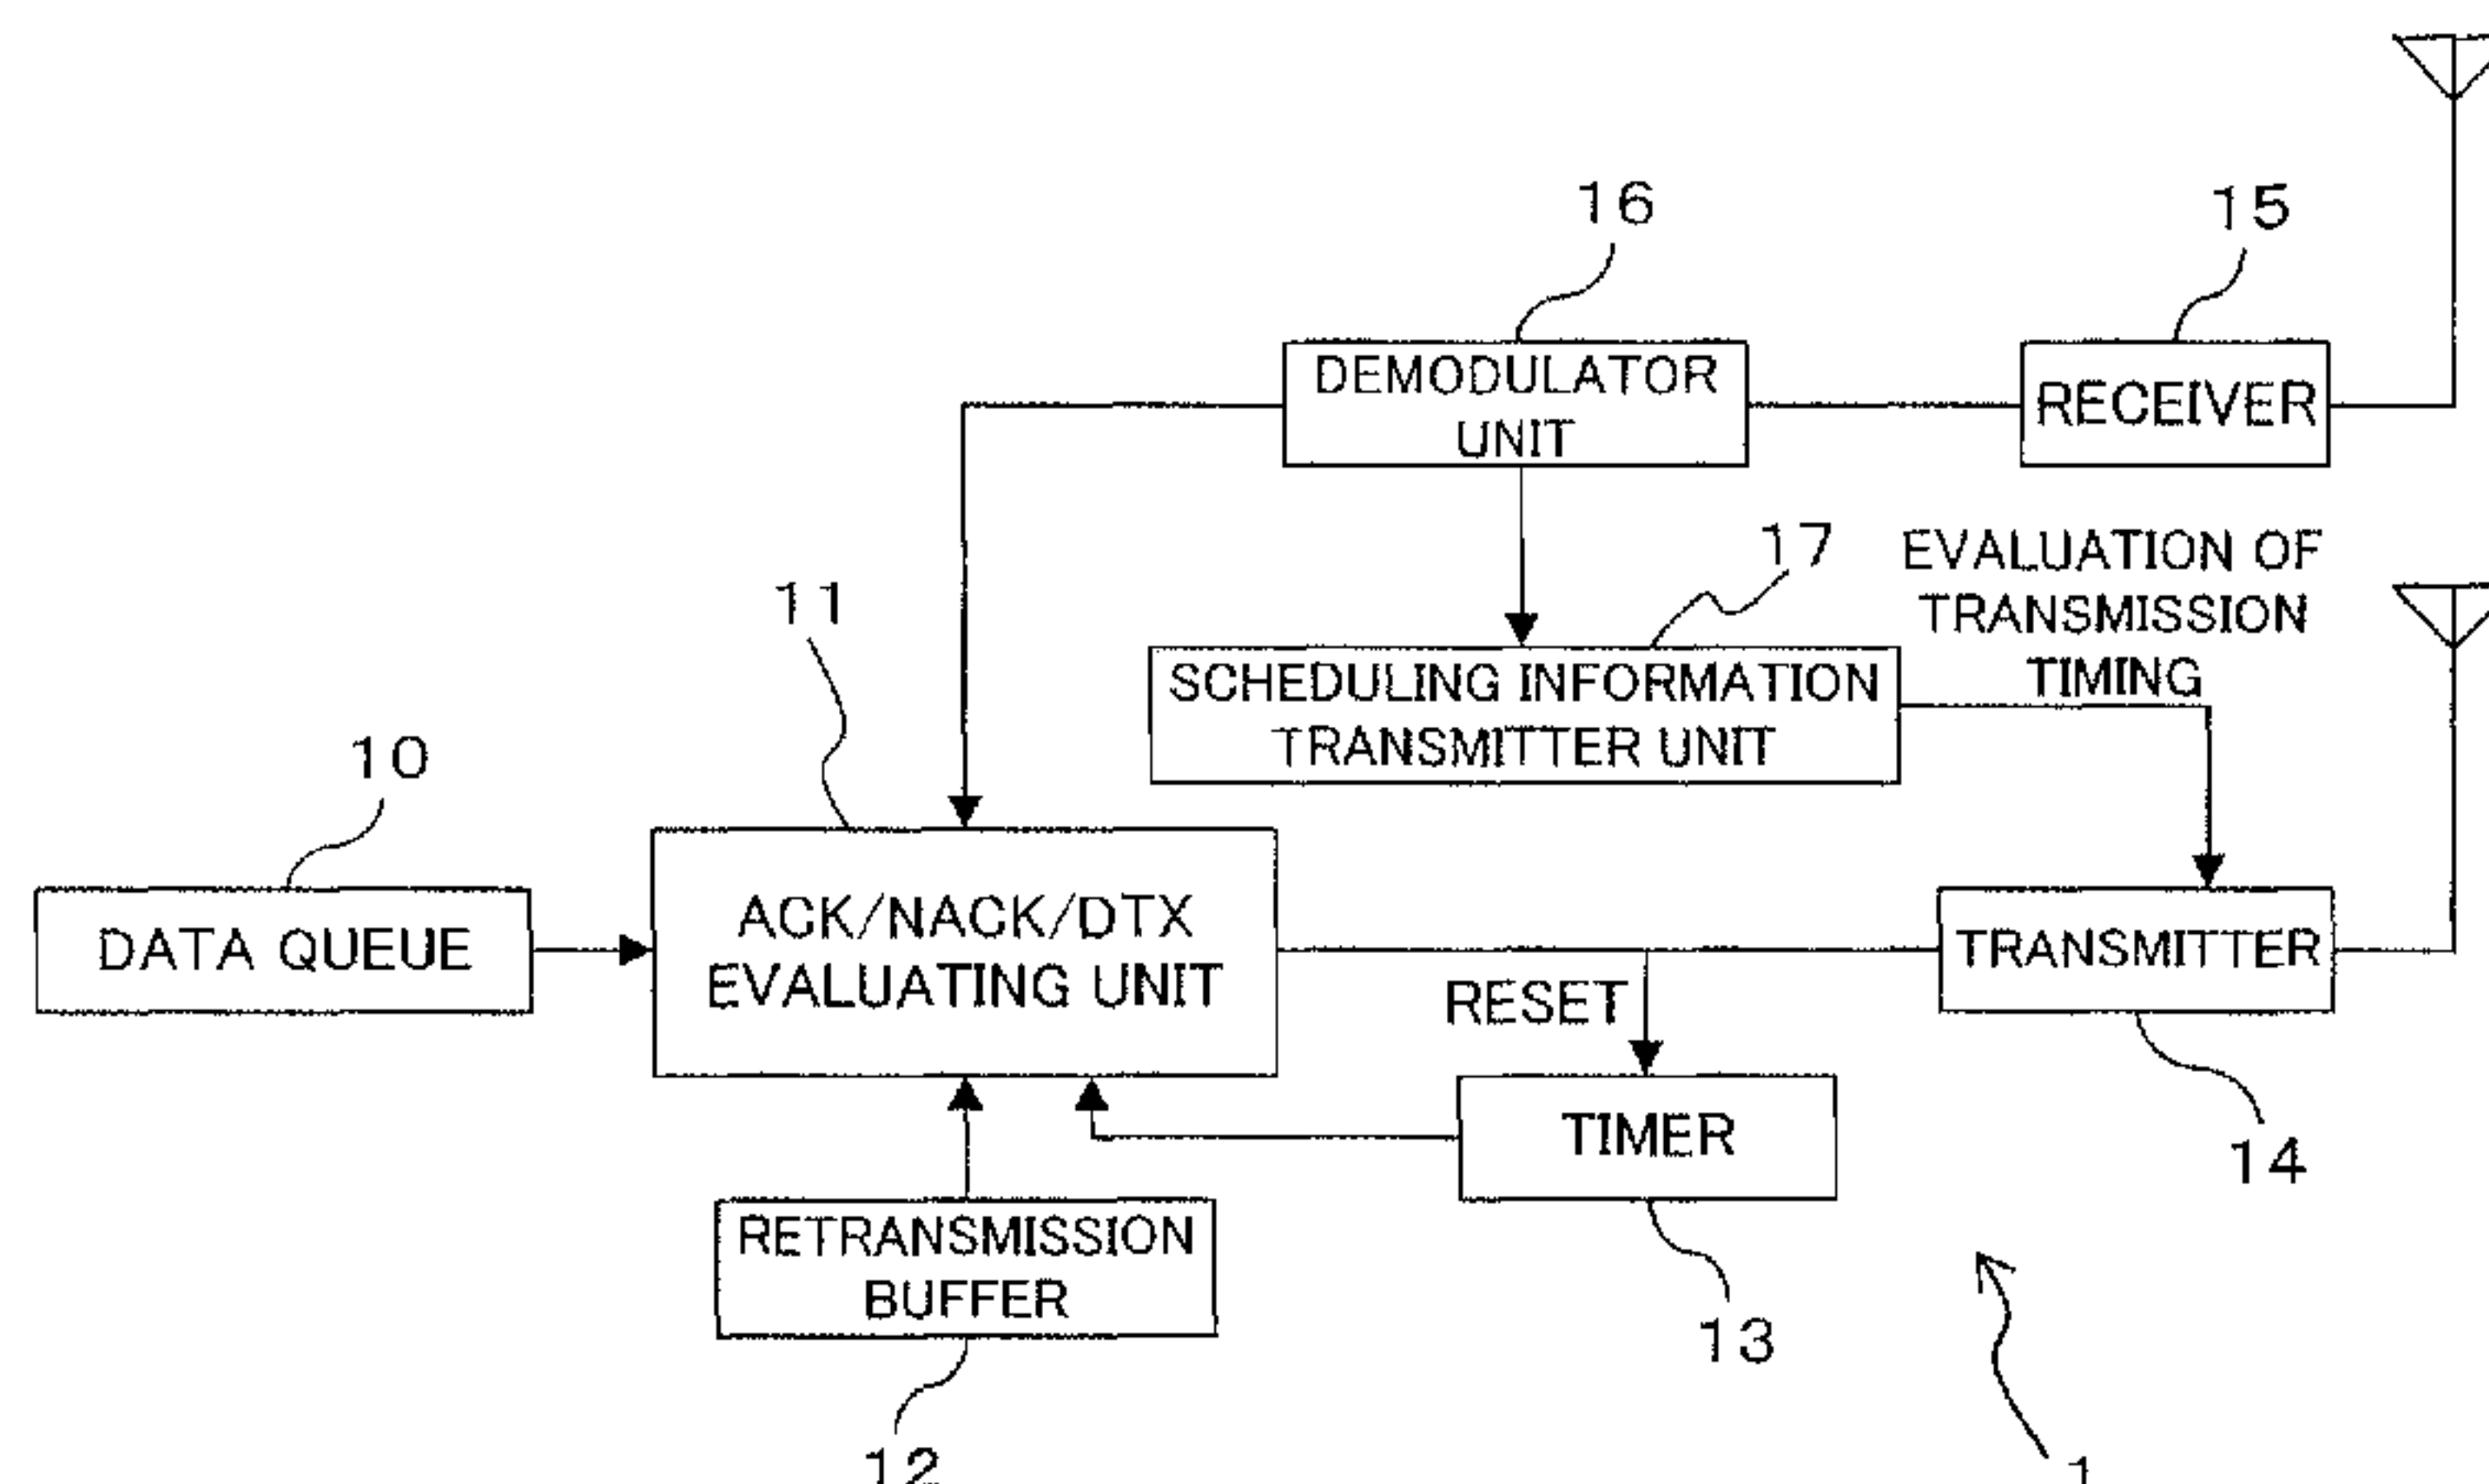 16
15
DEMODULATOR
UNIT
RECEIVER
17
EVALUATION OF
TRANSMISSION
TIMING
11
SCHEDULING INFORMATION
TRANSMITTER UNIT
10
ACK/NACK/DTX
EVALUATING UNIT
DATA QUEUE
TRANSMITTER
RESET
TIMER
14
RETRANSMISSION
BUFFER
13
12
1